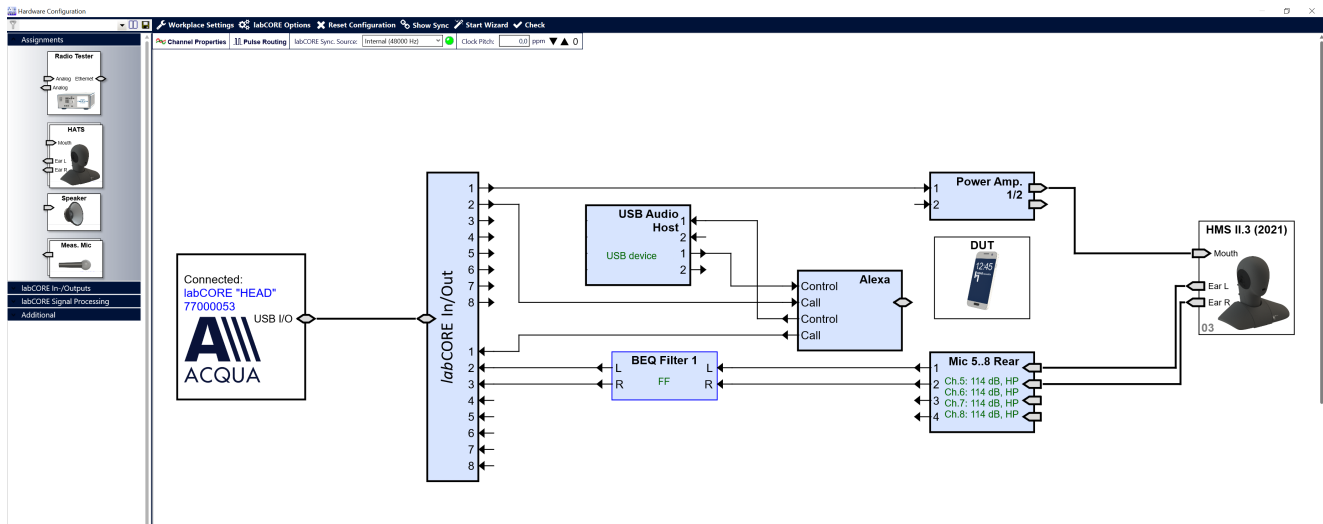 Hardware Configuration
Workplace Settings labCORE Options Reset Configuration Show Sync Start Wizard Check
Assignments
Channel Properties Pulse Routing labCORE Sync. Source: Internal (48000 Hz) Clock Pitch: 0,0 ppm 0
Radio Tester
Analog Ethernet
Analog
HATS
Mouth
Ear L
Ear R
Speaker
Meas. Mic
labCORE In-/Outputs
labCORE Signal Processing
Additional
Connected:
labCORE "HEAD"
77000053
USB I/O
ACQUA
labCORE In/Out
1
2
3
4
5
6
7
8
1
2
3
4
5
6
7
8
USB Audio
Host
1
2
USB device
1
2
Alexa
Control
Call
Control
Call
BEQ Filter 1
L FF L
R R
Power Amp.
1/2
1
2
DUT
12:45
Mic 5..8 Rear
1
2 Ch.5: 114 dB, HP
Ch.6: 114 dB, HP
3 Ch.7: 114 dB, HP
4 Ch.8: 114 dB, HP
HMS II.3 (2021)
Mouth
Ear L
Ear R
03